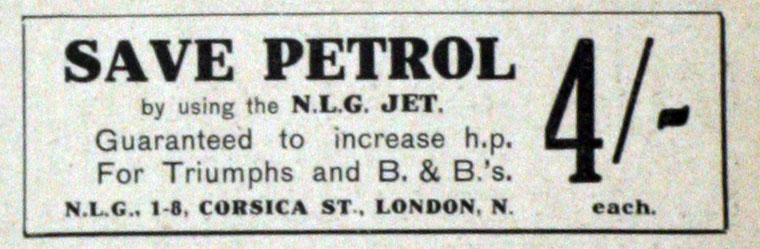 SAVE PETROL
by using the N.L.G. JET.
Guaranteed to increase h.p.
For Triumphs and B. & B.'s.
N.L.G., 1-8, CORSICA ST., LONDON, N.
4/-
each.